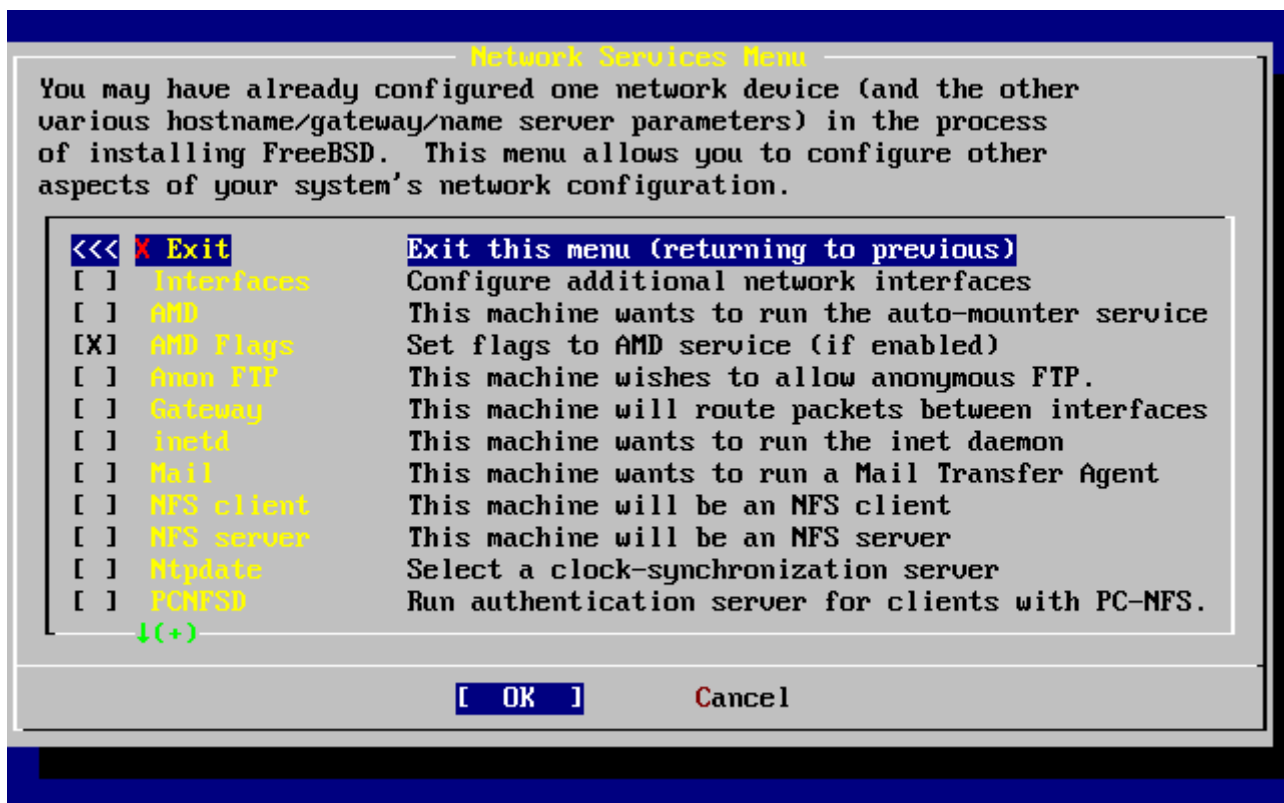 Network Services Menu
You may have already configured one network device (and the other
various hostname/gateway/name server parameters) in the process
of installing FreeBSD.  This menu allows you to configure other
aspects of your system's network configuration.
<<< X Exit           Exit this menu (returning to previous)
[ ]  Interfaces      Configure additional network interfaces
[ ]  AMD             This machine wants to run the auto-mounter service
[X]  AMD Flags       Set flags to AMD service (if enabled)
[ ]  Anon FTP        This machine wishes to allow anonymous FTP.
[ ]  Gateway         This machine will route packets between interfaces
[ ]  inetd           This machine wants to run the inet daemon
[ ]  Mail            This machine wants to run a Mail Transfer Agent
[ ]  NFS client      This machine will be an NFS client
[ ]  NFS server      This machine will be an NFS server
[ ]  Ntpdate         Select a clock-synchronization server
[ ]  PCNFSD          Run authentication server for clients with PC-NFS.
↓(+)
[  OK  ]       Cancel